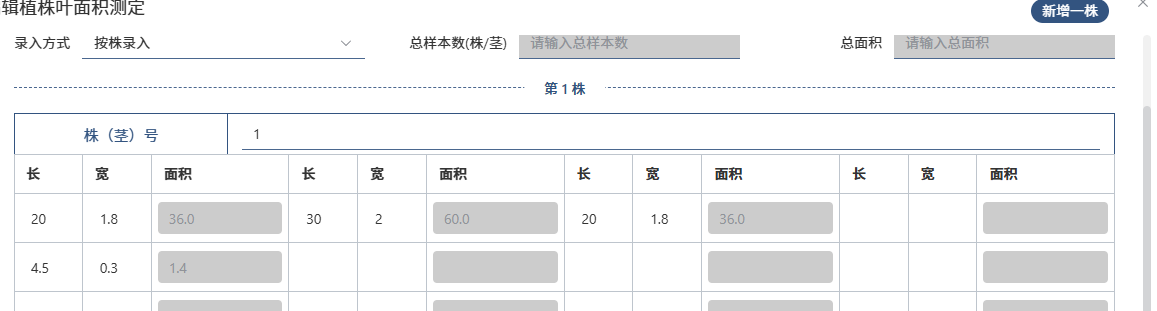 辑植株叶面积测定 新增一株
录入方式 按株录入 总样本数(株/茎) 请输入总样本数 总面积 请输入总面积
第 1 株
株（茎）号 1
长 宽 面积 长 宽 面积 长 宽 面积 长 宽 面积
20 1.8 36.0 30 2 60.0 20 1.8 36.0
4.5 0.3 1.4